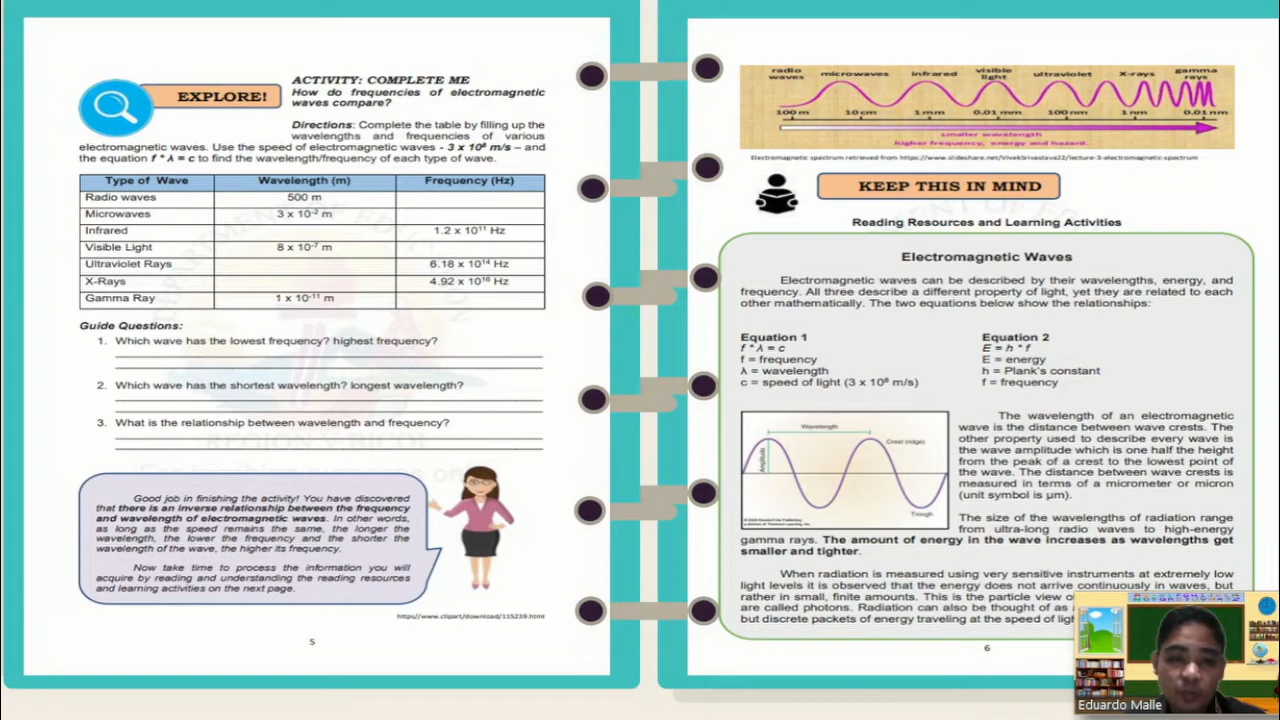 ACTIVITY: COMPLETE ME
EXPLORE!
How do frequencies of electromagnetic
waves compare?
Directions: Complete the table by filling up the
wavelengths and frequencies of various
electromagnetic waves. Use the speed of electromagnetic waves - 3 x 10⁸ m/s – and
the equation f * λ = c to find the wavelength/frequency of each type of wave.
Type of Wave Wavelength (m) Frequency (Hz)
Radio waves 500 m
Microwaves 3 x 10⁻² m
Infrared 1.2 x 10¹¹ Hz
Visible Light 8 x 10⁻⁷ m
Ultraviolet Rays 6.18 x 10¹⁴ Hz
X-Rays 4.92 x 10¹⁶ Hz
Gamma Ray 1 x 10⁻¹¹ m
Guide Questions:
1. Which wave has the lowest frequency? highest frequency?
2. Which wave has the shortest wavelength? longest wavelength?
3. What is the relationship between wavelength and frequency?
Good job in finishing the activity! You have discovered
that there is an inverse relationship between the frequency
and wavelength of electromagnetic waves. In other words,
as long as the speed remains the same, the longer the
wavelength, the lower the frequency and the shorter the
wavelength of the wave, the higher its frequency.
Now take time to process the information you will
acquire by reading and understanding the reading resources
and learning activities on the next page.
https//www.clipart/download/115239.html
5
radio waves microwaves infrared visible light ultraviolet X-rays gamma rays
100 m 10 cm 1 mm 0.01 mm 100 nm 1 nm 0.01 nm
smaller wavelength
higher frequency, energy and hazard.
Electromagnetic spectrum retrieved from https://www.slideshare.net/VivekSrivastava22/lecture-3-electromagnetic-spectrum
KEEP THIS IN MIND
Reading Resources and Learning Activities
Electromagnetic Waves
Electromagnetic waves can be described by their wavelengths, energy, and
frequency. All three describe a different property of light, yet they are related to each
other mathematically. The two equations below show the relationships:
Equation 1 Equation 2
f * λ = c E = h * f
f = frequency E = energy
λ = wavelength h = Plank's constant
c = speed of light (3 x 10⁸ m/s) f = frequency
Wavelength
Amplitude
Crest (ridge)
Trough
The wavelength of an electromagnetic
wave is the distance between wave crests. The
other property used to describe every wave is
the wave amplitude which is one half the height
from the peak of a crest to the lowest point of
the wave. The distance between wave crests is
measured in terms of a micrometer or micron
(unit symbol is µm).
The size of the wavelengths of radiation range
from ultra-long radio waves to high-energy
gamma rays. The amount of energy in the wave increases as wavelengths get
smaller and tighter.
When radiation is measured using very sensitive instruments at extremely low
light levels it is observed that the energy does not arrive continuously in waves, but
rather in small, finite amounts. This is the particle view
are called photons. Radiation can also be thought of as
but discrete packets of energy traveling at the speed of
6
Eduardo Malle